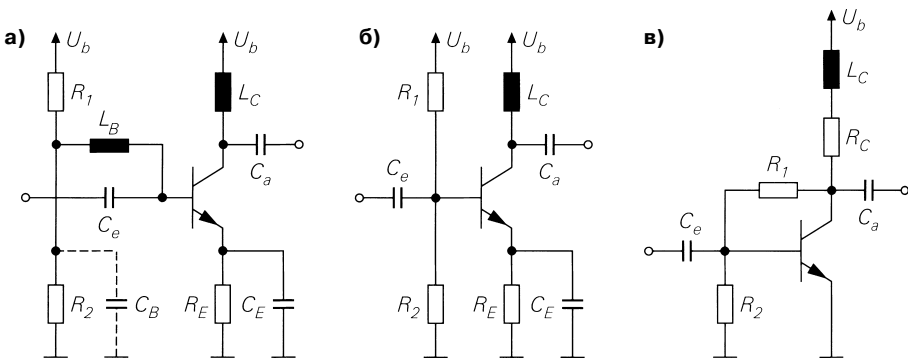 а)
U_b
U_b
R_1
L_C
L_B
C_a
C_e
R_2
C_B
R_E
C_E
б)
U_b
U_b
R_1
L_C
C_a
C_e
R_2
R_E
C_E
в)
U_b
L_C
R_C
R_1
C_a
C_e
R_2